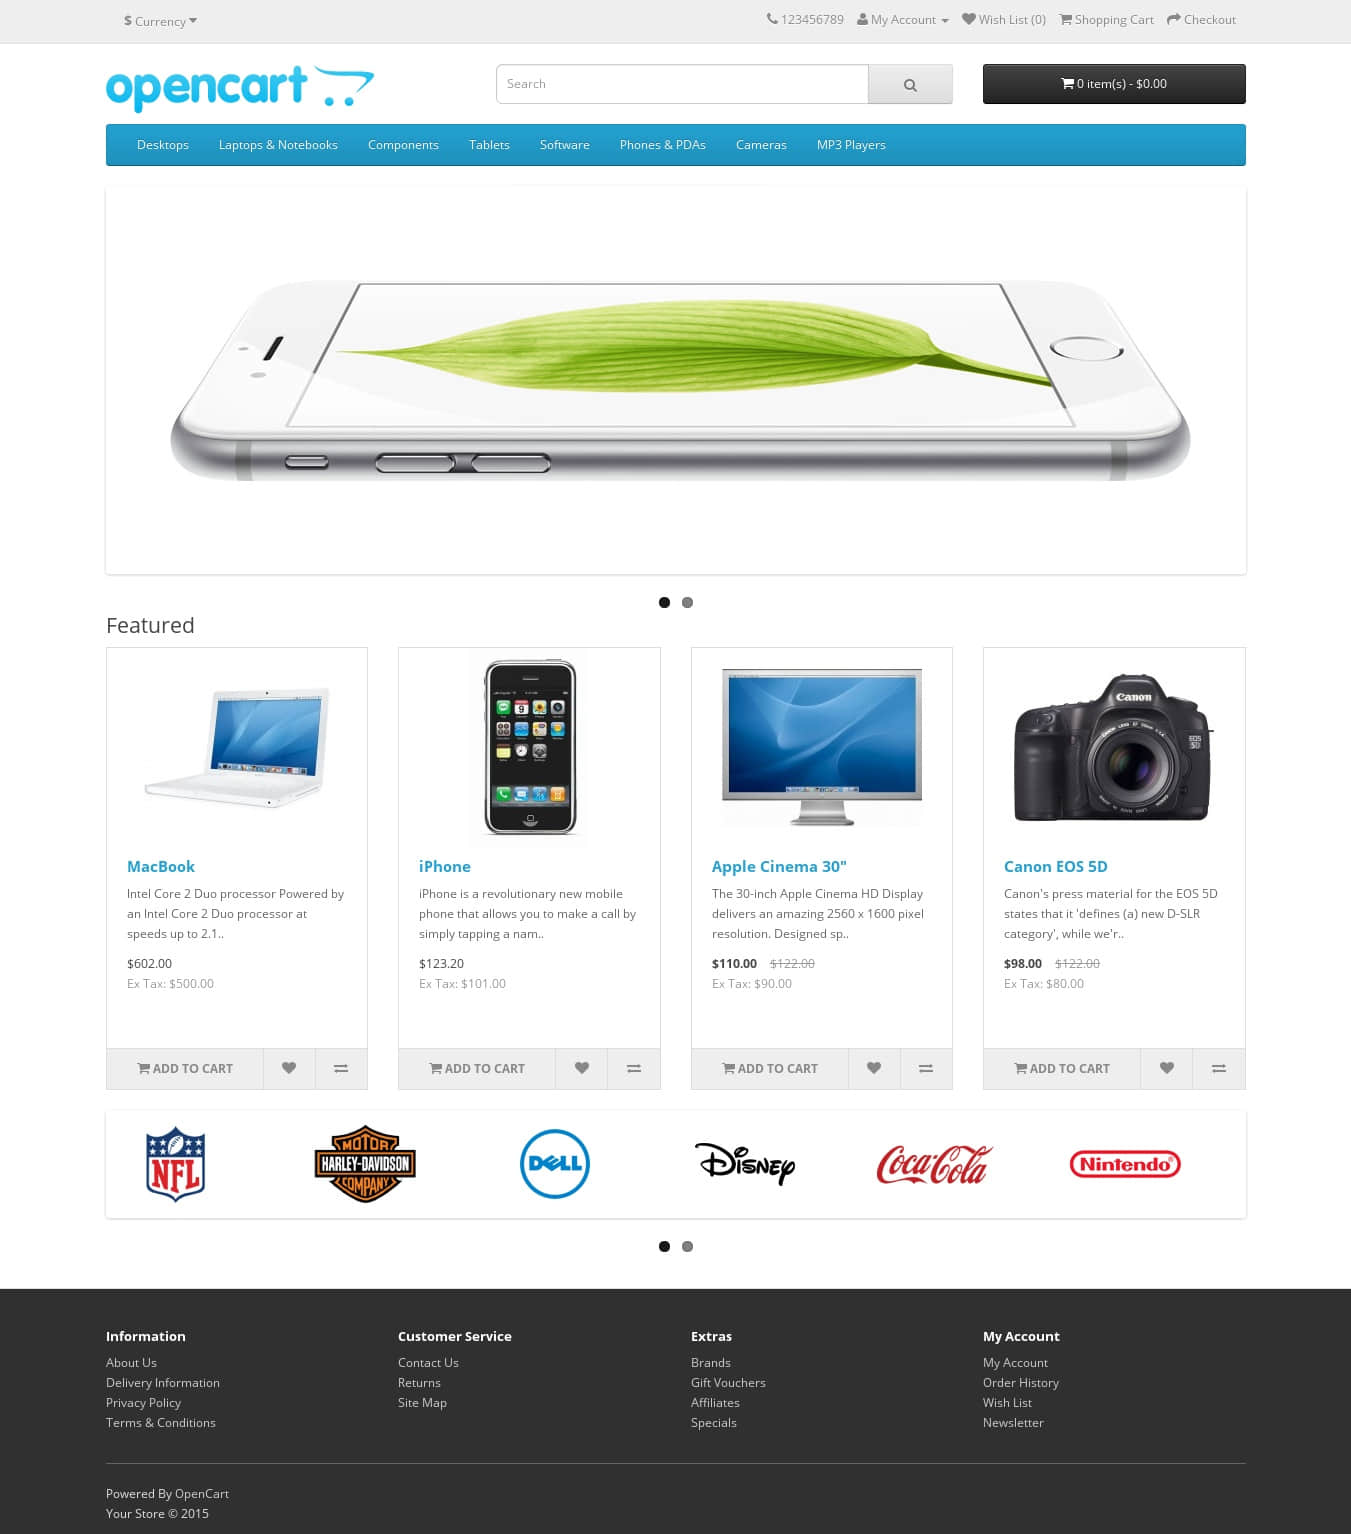 $ Currency
123456789 My Account Wish List (0) Shopping Cart Checkout
opencart
Search
0 item(s) - $0.00
Desktops Laptops & Notebooks Components Tablets Software Phones & PDAs Cameras MP3 Players
Featured
Canon
EOS
5D
MacBook
Intel Core 2 Duo processor Powered by
an Intel Core 2 Duo processor at
speeds up to 2.1..
$602.00
Ex Tax: $500.00
ADD TO CART
iPhone
iPhone is a revolutionary new mobile
phone that allows you to make a call by
simply tapping a nam..
$123.20
Ex Tax: $101.00
ADD TO CART
Apple Cinema 30"
The 30-inch Apple Cinema HD Display
delivers an amazing 2560 x 1600 pixel
resolution. Designed sp..
$110.00 $122.00
Ex Tax: $90.00
ADD TO CART
Canon EOS 5D
Canon's press material for the EOS 5D
states that it 'defines (a) new D-SLR
category', while we'r..
$98.00 $122.00
Ex Tax: $80.00
ADD TO CART
NFL
MOTOR
HARLEY-DAVIDSON
COMPANY
DELL
Disney
Coca-Cola
Nintendo®
Information
About Us
Delivery Information
Privacy Policy
Terms & Conditions
Customer Service
Contact Us
Returns
Site Map
Extras
Brands
Gift Vouchers
Affiliates
Specials
My Account
My Account
Order History
Wish List
Newsletter
Powered By OpenCart
Your Store © 2015